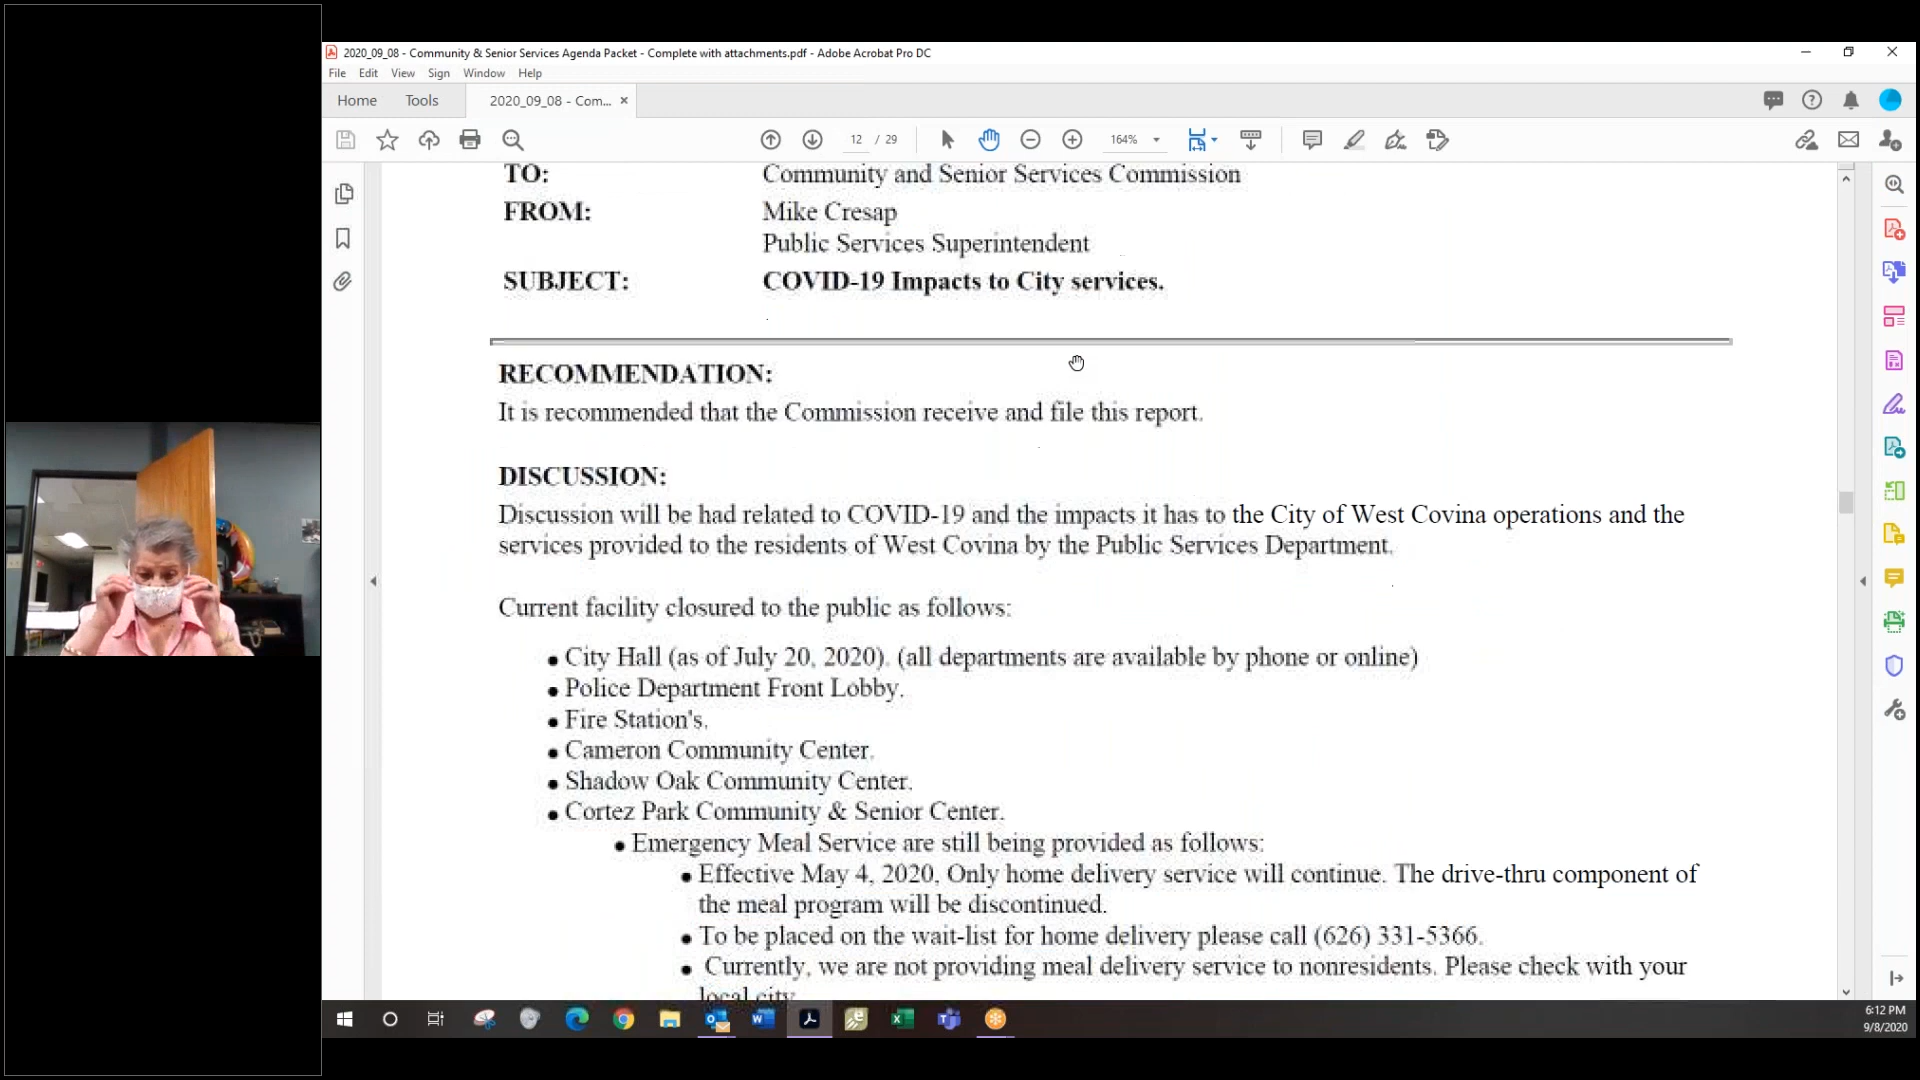 2020_09_08 - Community & Senior Services Agenda Packet - Complete with attachments.pdf - Adobe Acrobat Pro DC
File Edit View Sign Window Help
Home Tools 2020_09_08 - Com... ×
12 / 29 164%
TO: Community and Senior Services Commission
FROM: Mike Cresap
Public Services Superintendent
SUBJECT: COVID-19 Impacts to City services.
RECOMMENDATION:
It is recommended that the Commission receive and file this report.
DISCUSSION:
Discussion will be had related to COVID-19 and the impacts it has to the City of West Covina operations and the
services provided to the residents of West Covina by the Public Services Department.
Current facility closured to the public as follows:
● City Hall (as of July 20, 2020). (all departments are available by phone or online)
● Police Department Front Lobby.
● Fire Station's.
● Cameron Community Center.
● Shadow Oak Community Center.
● Cortez Park Community & Senior Center.
● Emergency Meal Service are still being provided as follows:
● Effective May 4, 2020, Only home delivery service will continue. The drive-thru component of
the meal program will be discontinued.
● To be placed on the wait-list for home delivery please call (626) 331-5366.
● Currently, we are not providing meal delivery service to nonresidents. Please check with your
local city
6:12 PM
9/8/2020